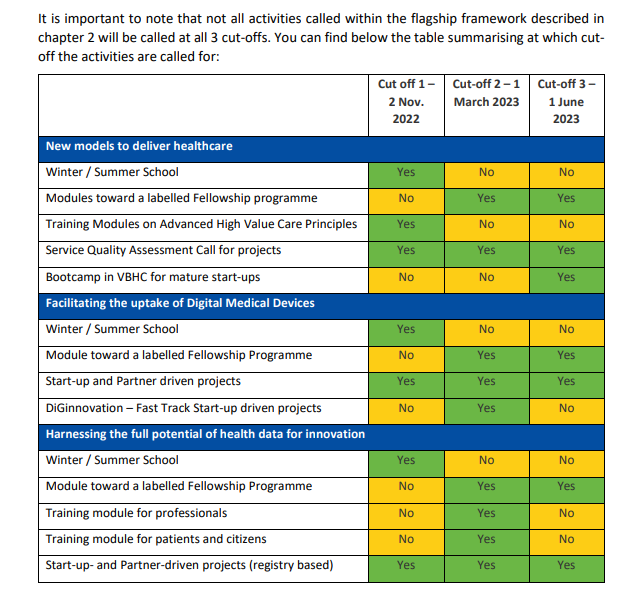 It is important to note that not all activities called within the flagship framework described in
chapter 2 will be called at all 3 cut-offs. You can find below the table summarising at which cut-
off the activities are called for:
Cut off 1 – 2 Nov. 2022 Cut-off 2 – 1 March 2023 Cut-off 3 – 1 June 2023
New models to deliver healthcare
Winter / Summer School Yes No No
Modules toward a labelled Fellowship programme No Yes Yes
Training Modules on Advanced High Value Care Principles Yes No No
Service Quality Assessment Call for projects Yes Yes Yes
Bootcamp in VBHC for mature start-ups No No Yes
Facilitating the uptake of Digital Medical Devices
Winter / Summer School Yes No No
Module toward a labelled Fellowship Programme No Yes Yes
Start-up and Partner driven projects Yes Yes Yes
DiGinnovation – Fast Track Start-up driven projects No Yes No
Harnessing the full potential of health data for innovation
Winter / Summer School Yes No No
Module toward a labelled Fellowship Programme No Yes Yes
Training module for professionals No Yes No
Training module for patients and citizens No Yes No
Start-up- and Partner-driven projects (registry based) Yes Yes Yes